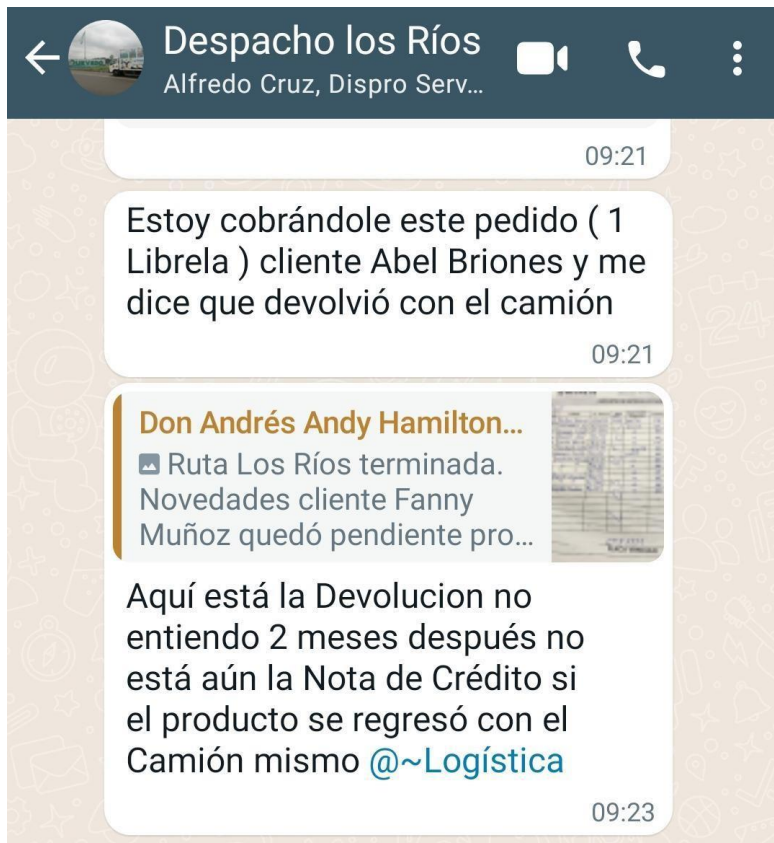 Despacho los Ríos
Alfredo Cruz, Dispro Serv...
09:21
Estoy cobrándole este pedido ( 1
Librela ) cliente Abel Briones y me
dice que devolvió con el camión
09:21
Don Andrés Andy Hamilton...
Ruta Los Ríos terminada.
Novedades cliente Fanny
Muñoz quedó pendiente pro...
Aquí está la Devolucion no
entiendo 2 meses después no
está aún la Nota de Crédito si
el producto se regresó con el
Camión mismo @~Logística
09:23